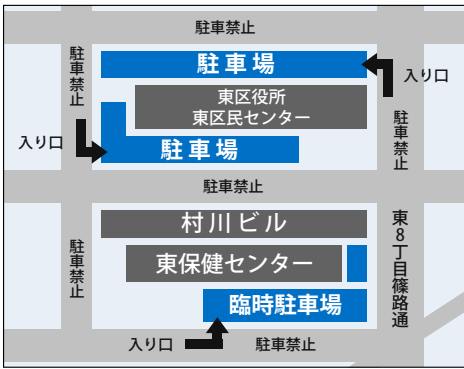 駐車禁止
駐車禁止
駐車場
入り口
東区役所
東区民センター
駐車禁止
入り口
駐車場
駐車禁止
村川ビル
東8丁目篠路通
駐車禁止
東保健センター
臨時駐車場
入り口
駐車禁止